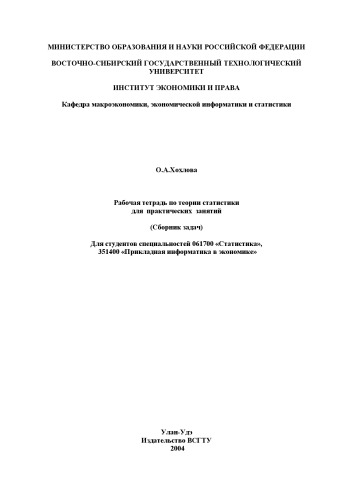 МИНИСТЕРСТВО ОБРАЗОВАНИЯ И НАУКИ РОССИЙСКОЙ ФЕДЕРАЦИИ
ВОСТОЧНО-СИБИРСКИЙ ГОСУДАРСТВЕННЫЙ ТЕХНОЛОГИЧЕСКИЙ
УНИВЕРСИТЕТ
ИНСТИТУТ ЭКОНОМИКИ И ПРАВА
Кафедра макроэкономики, экономической информатики и статистики
О.А.Хохлова
Рабочая тетрадь по теории статистики
для практических занятий
(Сборник задач)
Для студентов специальностей 061700 «Статистика»,
351400 «Прикладная информатика в экономике»
Улан-Удэ
Издательство ВСГТУ
2004